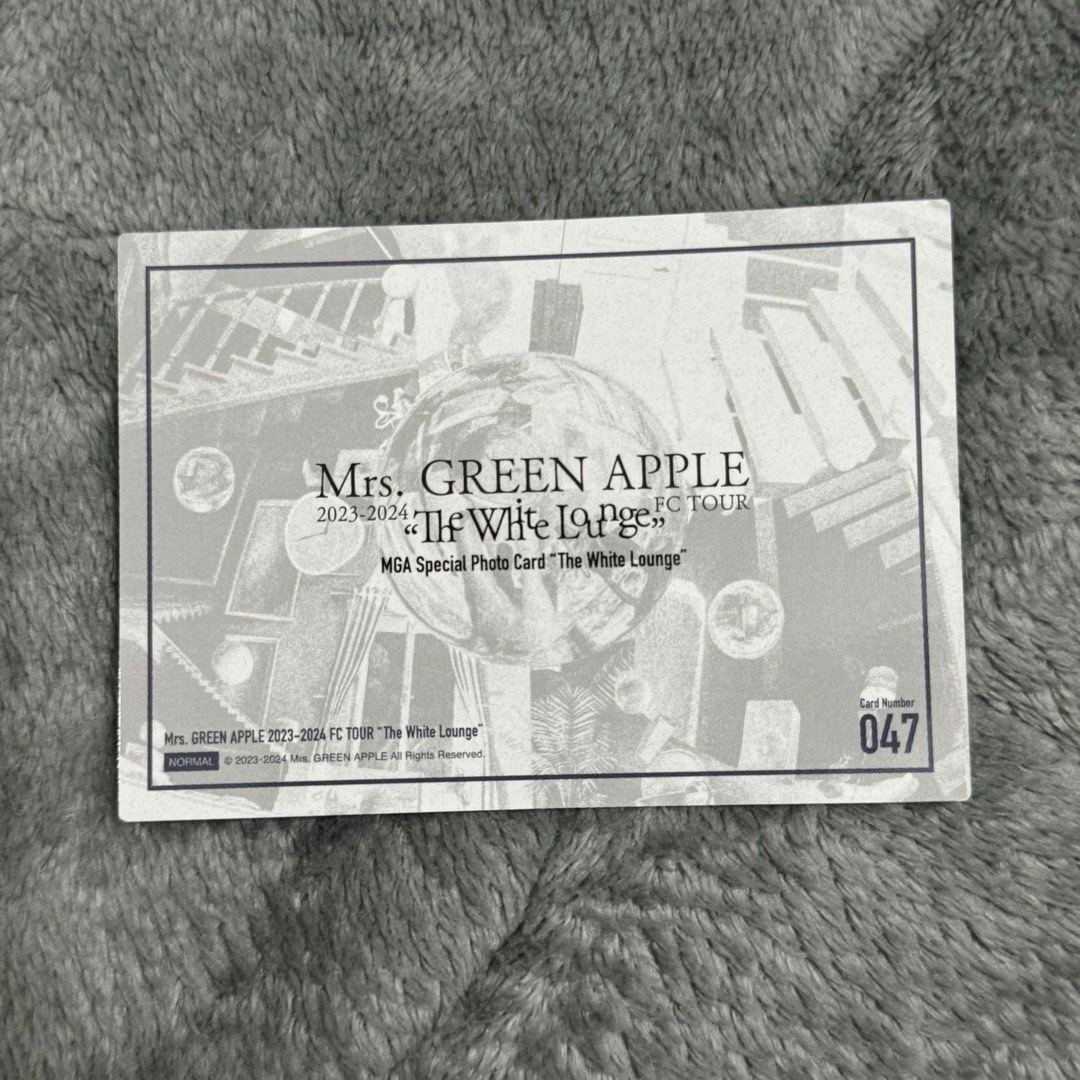 Mrs. GREEN APPLE
2023-2024 "The White Lounge" FC TOUR
MGA Special Photo Card "The White Lounge"
Card Number
047
Mrs. GREEN APPLE 2023-2024 FC TOUR "The White Lounge"
NORMAL © 2023-2024 Mrs. GREEN APPLE All Rights Reserved.